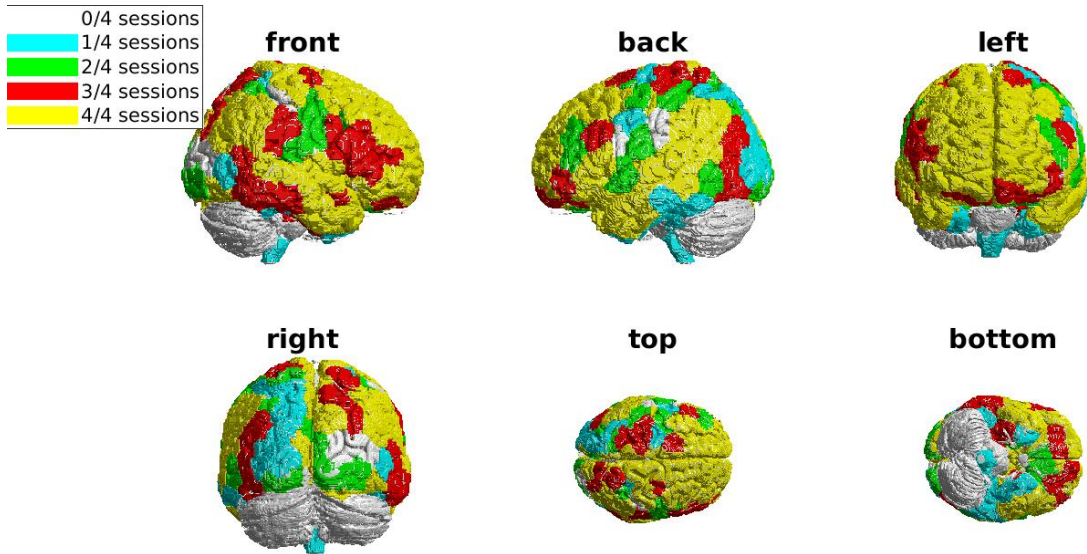 0/4 sessions
1/4 sessions
2/4 sessions
3/4 sessions
4/4 sessions
front
back
left
right
top
bottom